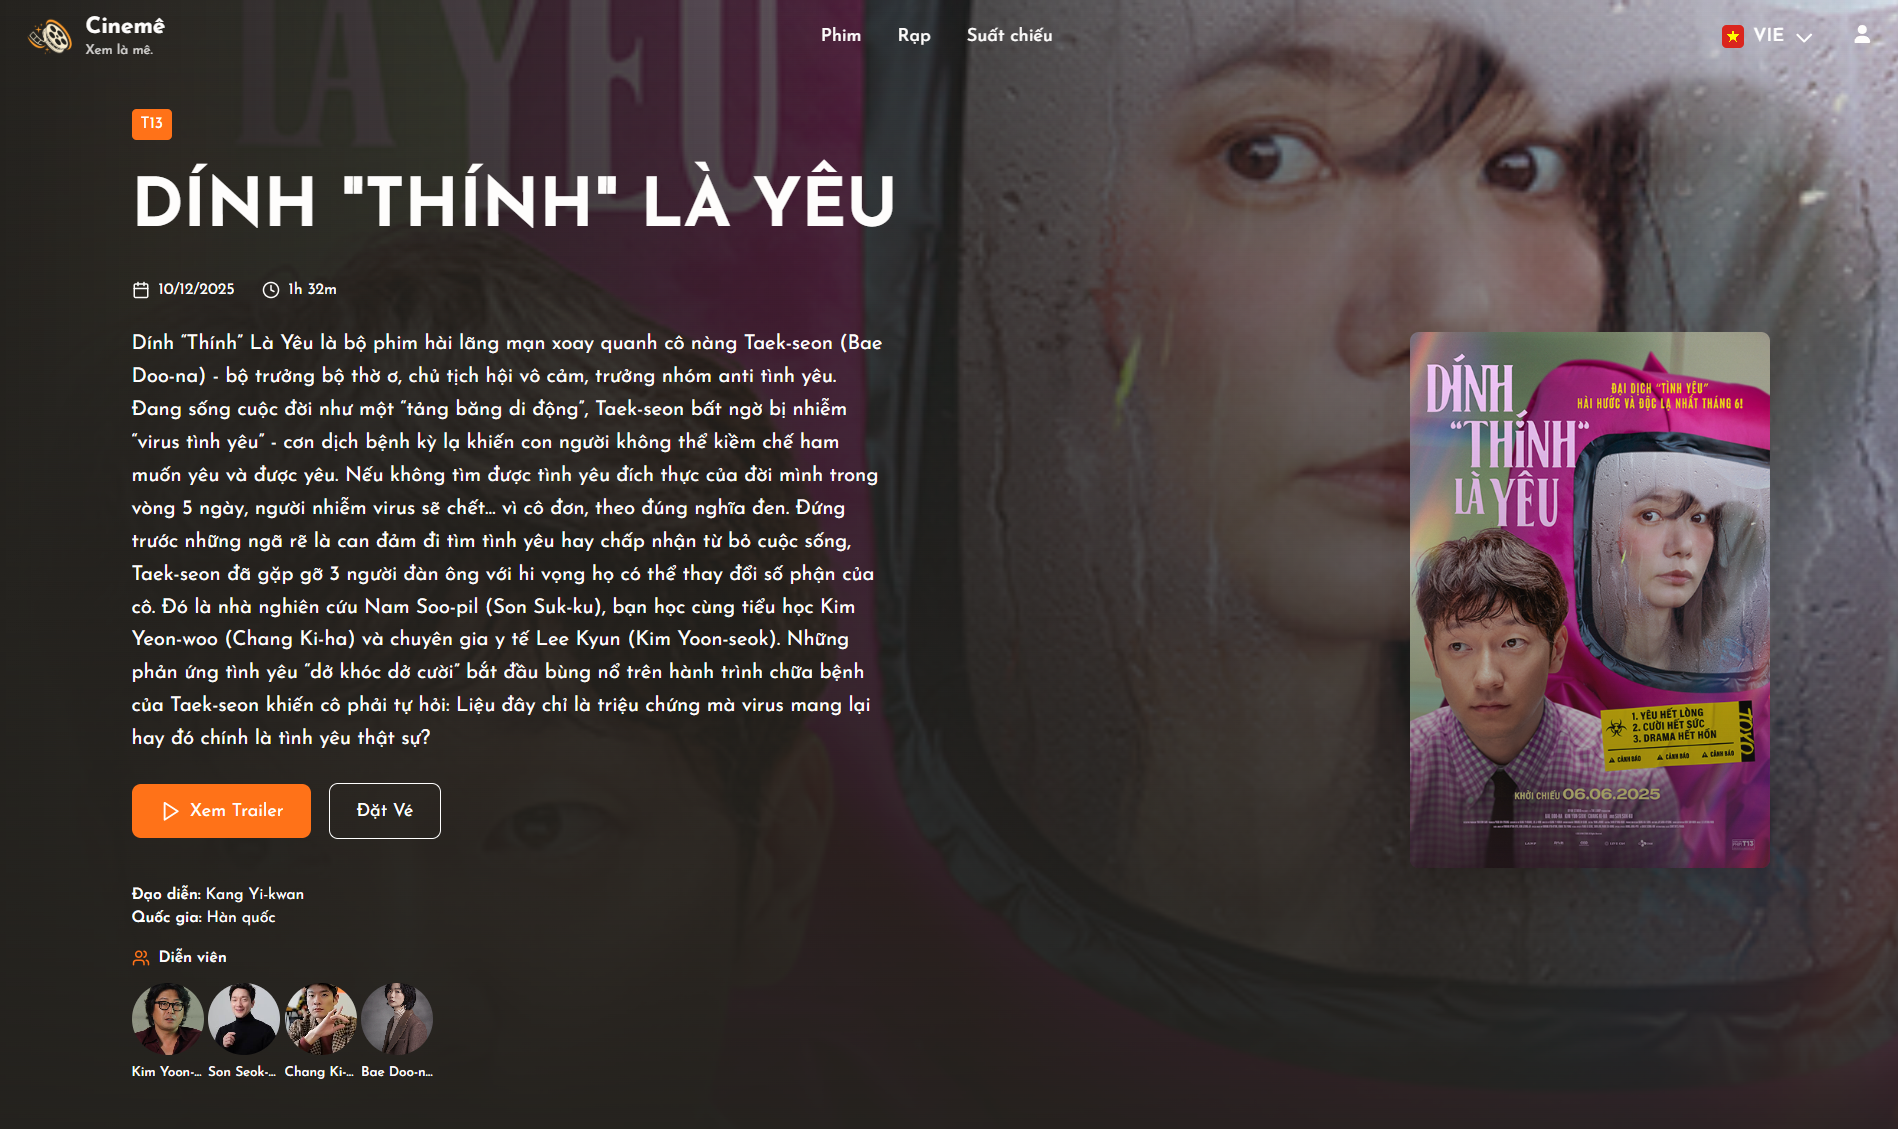 Cinemê
Xem là mê.
Phim
Rạp
Suất chiếu
VIE
T13
DÍNH "THÍNH" LÀ YÊU
10/12/2025
1h 32m
Dính “Thính” Là Yêu là bộ phim hài lãng mạn xoay quanh cô nàng Taek-seon (Bae
Doo-na) - bộ trưởng bộ thờ ơ, chủ tịch hội vô cảm, trưởng nhóm anti tình yêu.
Đang sống cuộc đời như một “tảng băng di động”, Taek-seon bất ngờ bị nhiễm
“virus tình yêu” - cơn dịch bệnh kỳ lạ khiến con người không thể kiềm chế ham
muốn yêu và được yêu. Nếu không tìm được tình yêu đích thực của đời mình trong
vòng 5 ngày, người nhiễm virus sẽ chết... vì cô đơn, theo đúng nghĩa đen. Đứng
trước những ngã rẽ là can đảm đi tìm tình yêu hay chấp nhận từ bỏ cuộc sống,
Taek-seon đã gặp gỡ 3 người đàn ông với hi vọng họ có thể thay đổi số phận của
cô. Đó là nhà nghiên cứu Nam Soo-pil (Son Suk-ku), bạn học cùng tiểu học Kim
Yeon-woo (Chang Ki-ha) và chuyên gia y tế Lee Kyun (Kim Yoon-seok). Những
phản ứng tình yêu “dở khóc dở cười” bắt đầu bùng nổ trên hành trình chữa bệnh
của Taek-seon khiến cô phải tự hỏi: Liệu đây chỉ là triệu chứng mà virus mang lại
hay đó chính là tình yêu thật sự?
Xem Trailer
Đặt Vé
Đạo diễn: Kang Yi-kwan
Quốc gia: Hàn quốc
Diễn viên
Kim Yoon-...
Son Seok-...
Chang Ki-...
Bae Doo-n...
LÀ YÊU
DÍNH
“THÍNH“
LÀ YÊU
ĐẠI DỊCH “TÌNH YÊU”
HÀI HƯỚC VÀ ĐỘC LẠ NHẤT THÁNG 6!
1. YÊU HẾT LÒNG
2. CƯỜI HẾT SỨC
3. DRAMA HẾT HỒN
CẢNH BÁO
CẢNH BÁO
CẢNH BÁO
KHỞI CHIẾU 06.06.2025
T13